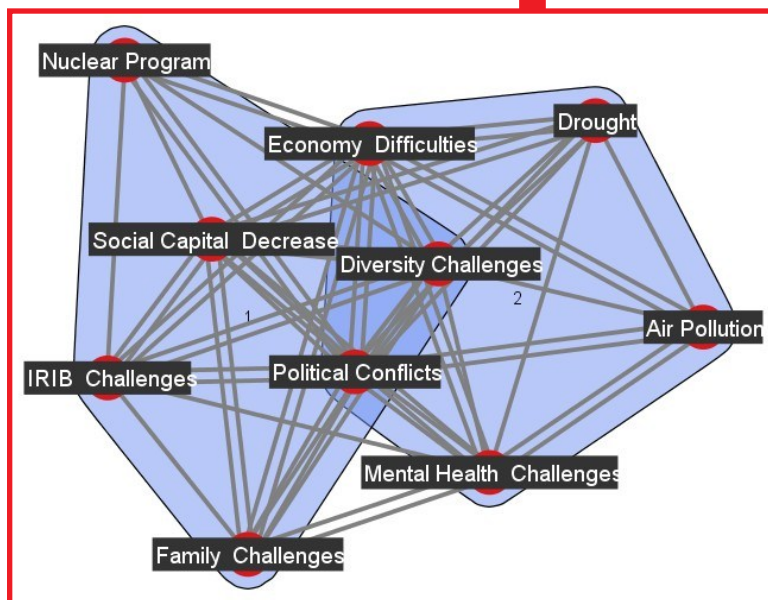 Nuclear Program
Economy  Difficulties
Drought
Social Capital  Decrease
Diversity Challenges
1
2
Air Pollution
IRIB  Challenges
Political Conflicts
Mental Health  Challenges
Family  Challenges